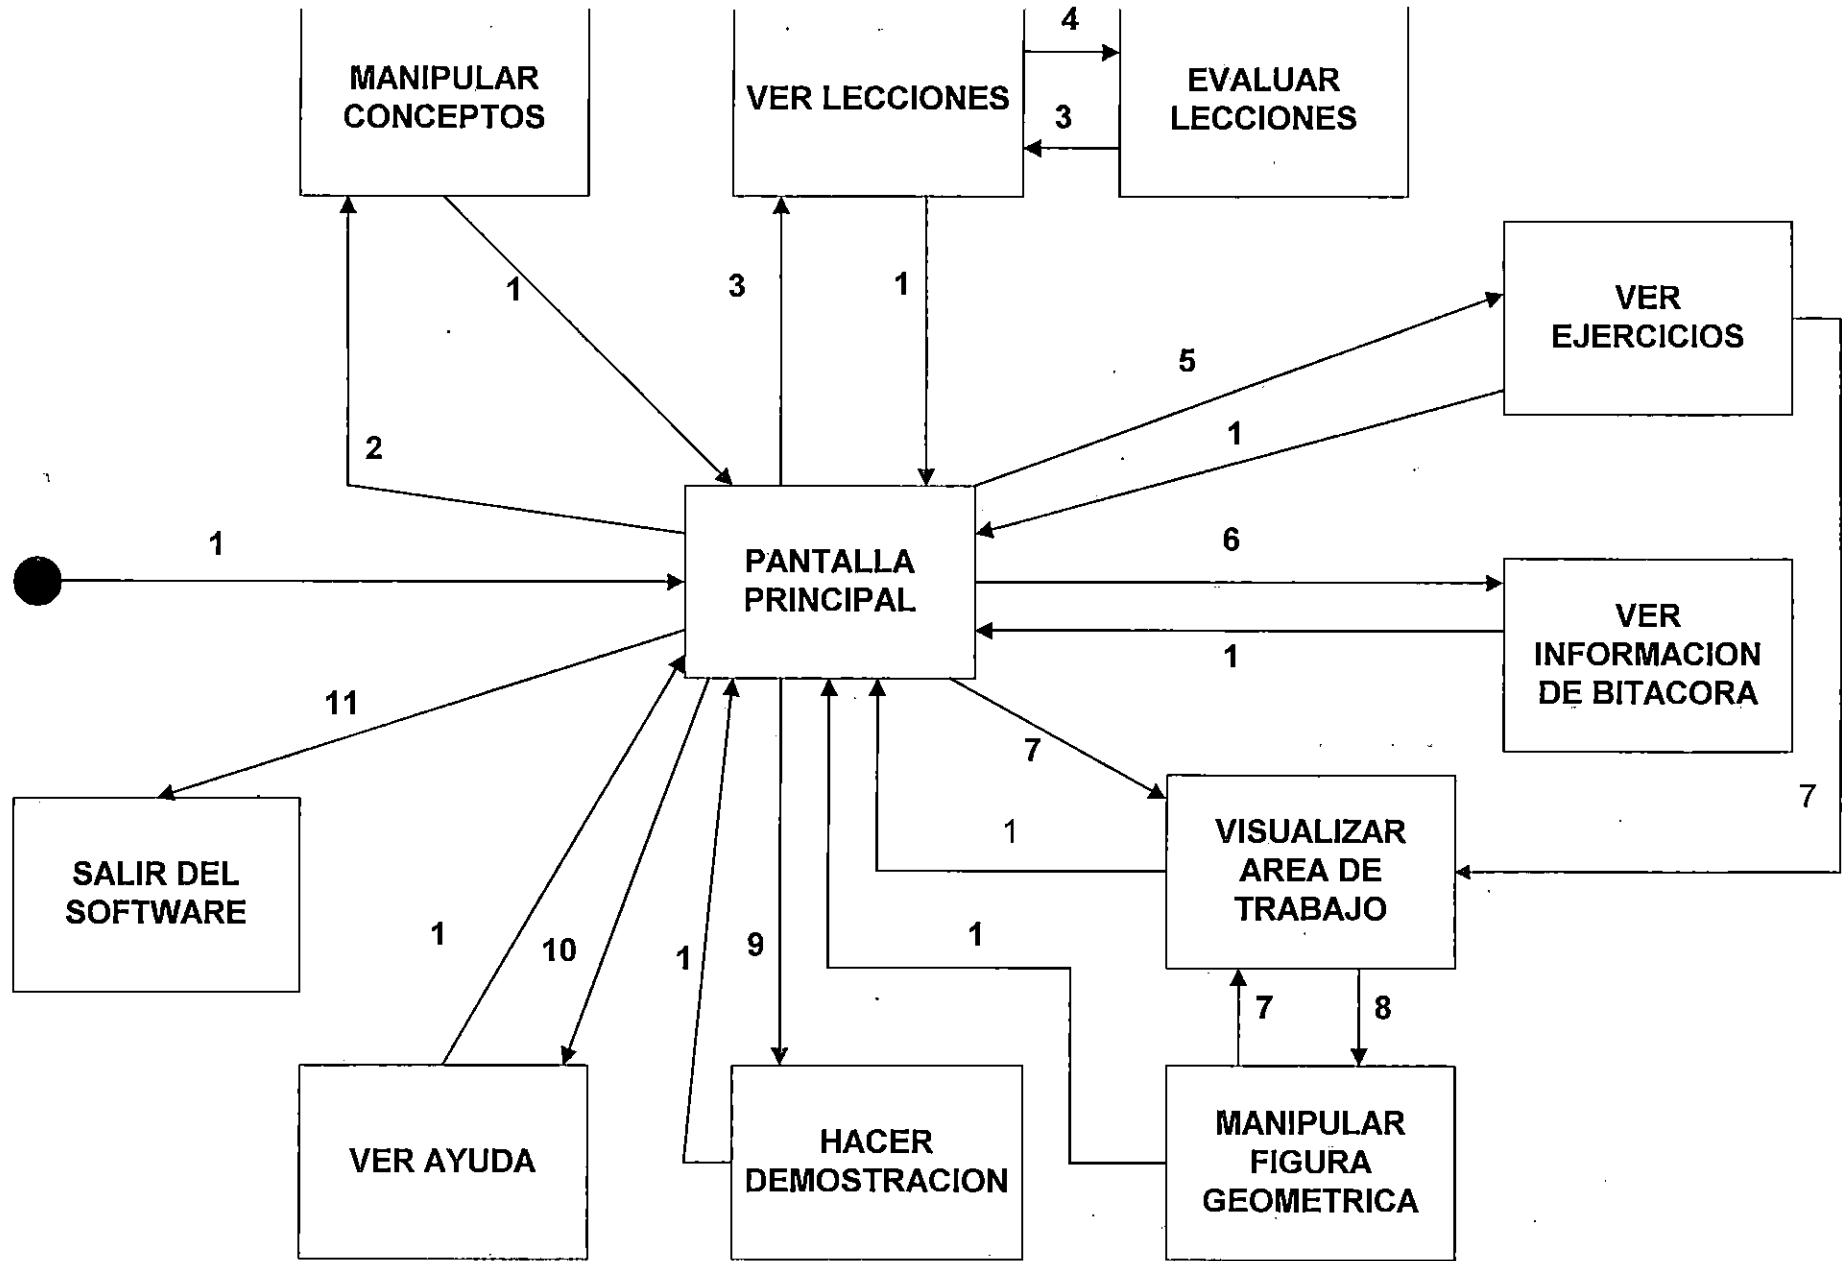 4
MANIPULAR
CONCEPTOS
VER LECCIONES
EVALUAR
LECCIONES
3
1
3
1
VER
EJERCICIOS
5
2
1
1
6
PANTALLA
PRINCIPAL
VER
INFORMACION
DE BITACORA
1
11
7
7
VISUALIZAR
AREA DE
TRABAJO
1
SALIR DEL
SOFTWARE
1
10
1
9
1
7
8
VER AYUDA
HACER
DEMOSTRACION
MANIPULAR
FIGURA
GEOMETRICA